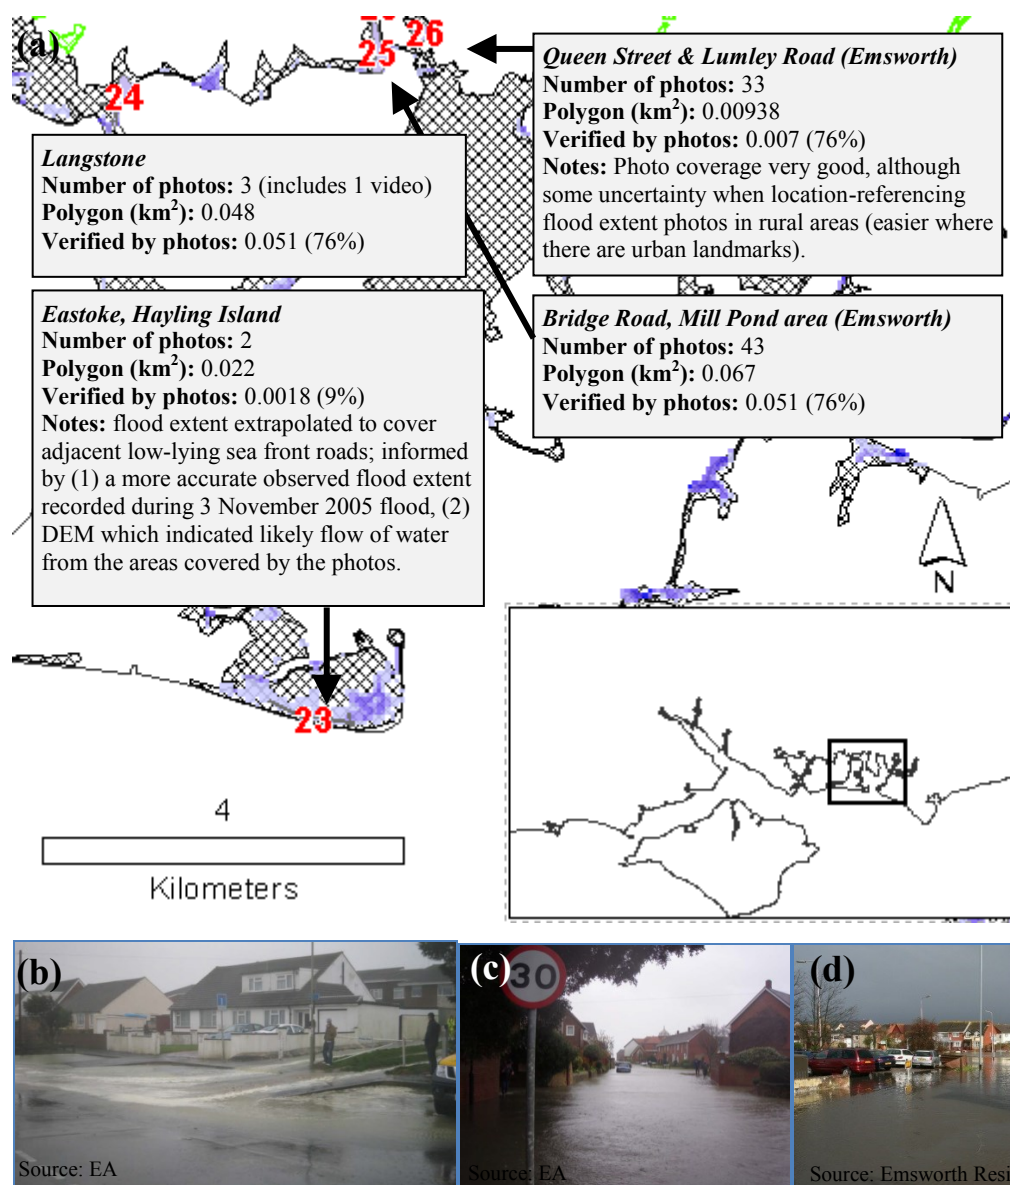 (a)
26
25
24
Queen Street & Lumley Road (Emsworth)
Number of photos: 33
Polygon (km²): 0.00938
Verified by photos: 0.007 (76%)
Notes: Photo coverage very good, although
some uncertainty when location-referencing
flood extent photos in rural areas (easier where
there are urban landmarks).
Langstone
Number of photos: 3 (includes 1 video)
Polygon (km²): 0.048
Verified by photos: 0.051 (76%)
Eastoke, Hayling Island
Number of photos: 2
Polygon (km²): 0.022
Verified by photos: 0.0018 (9%)
Notes: flood extent extrapolated to cover
adjacent low-lying sea front roads; informed
by (1) a more accurate observed flood extent
recorded during 3 November 2005 flood, (2)
DEM which indicated likely flow of water
from the areas covered by the photos.
Bridge Road, Mill Pond area (Emsworth)
Number of photos: 43
Polygon (km²): 0.067
Verified by photos: 0.051 (76%)
N
23
4
Kilometers
(b)
Source: EA
(c)
30
Source: EA
(d)
Source: Emsworth Resi